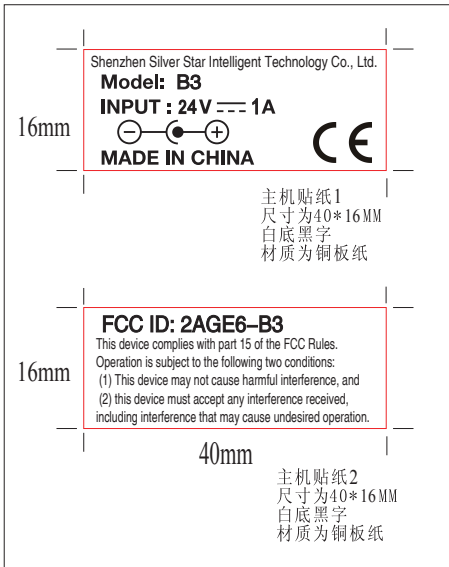 Shenzhen Silver Star Intelligent Technology Co., Ltd.
Model: B3
INPUT : 24V ⎓ 1A
MADE IN CHINA
CE
16mm
主机贴纸1
尺寸为40*16MM
白底黑字
材质为铜板纸
FCC ID: 2AGE6-B3
This device complies with part 15 of the FCC Rules.
Operation is subject to the following two conditions:
(1) This device may not cause harmful interference, and
(2) this device must accept any interference received,
including interference that may cause undesired operation.
16mm
40mm
主机贴纸2
尺寸为40*16MM
白底黑字
材质为铜板纸